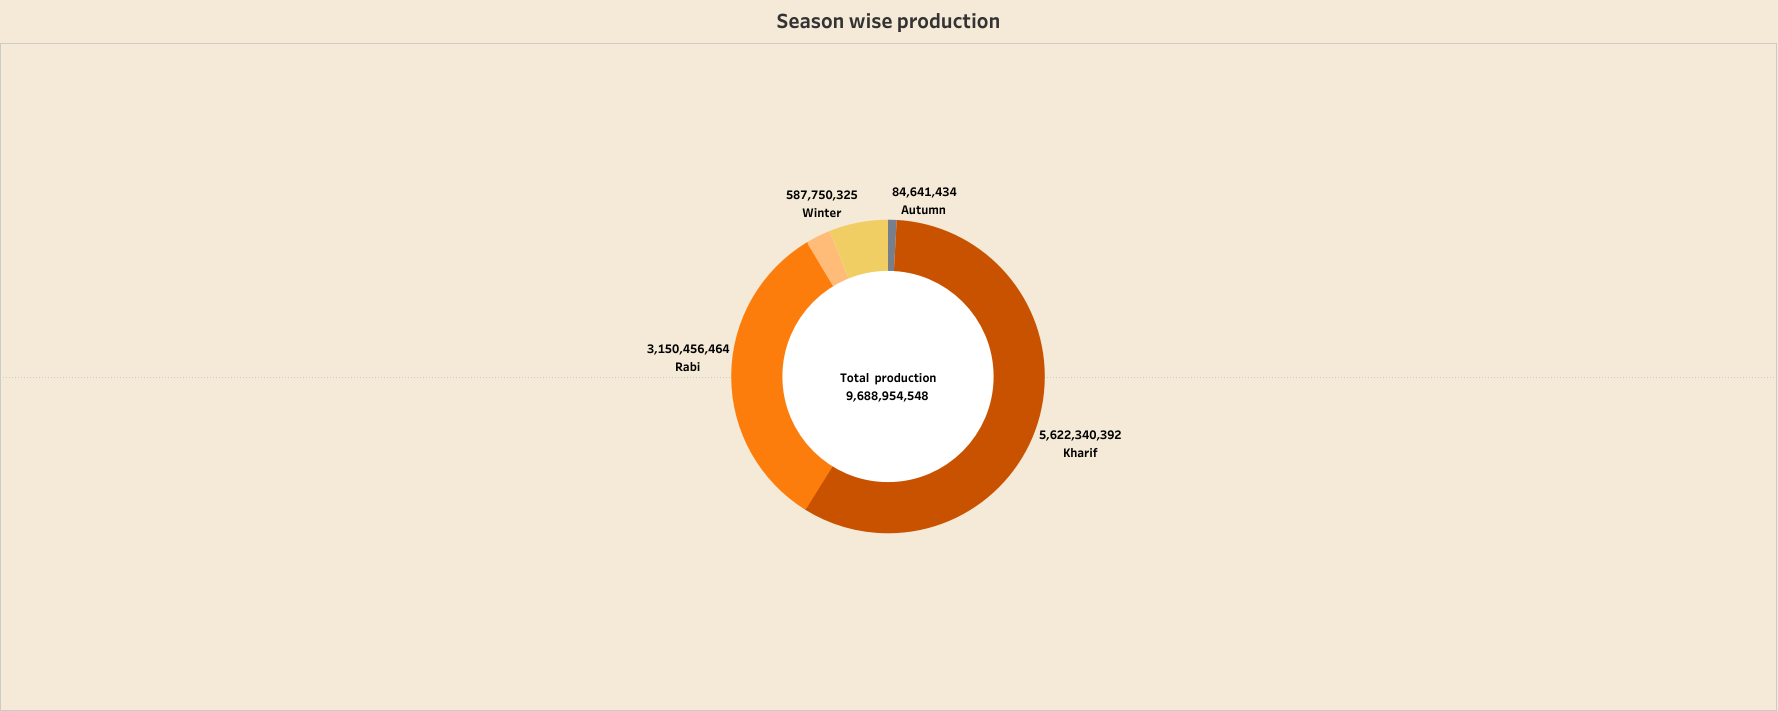 Season wise production
587,750,325
Winter
84,641,434
Autumn
3,150,456,464
Rabi
Total production
9,688,954,548
5,622,340,392
Kharif